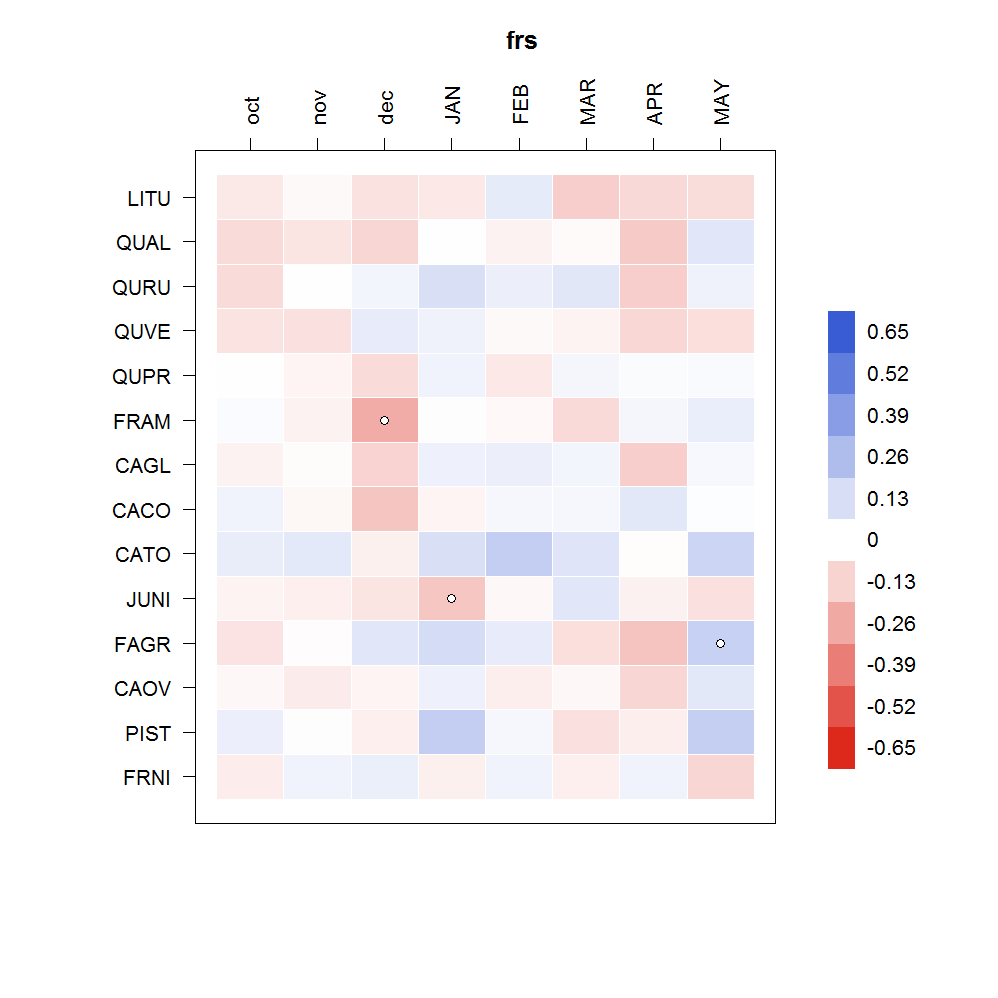 frs
oct nov dec JAN FEB MAR APR MAY
LITU
QUAL
QURU
QUVE
QUPR
FRAM
CAGL
CACO
CATO
JUNI
FAGR
CAOV
PIST
FRNI
0.65
0.52
0.39
0.26
0.13
0
-0.13
-0.26
-0.39
-0.52
-0.65